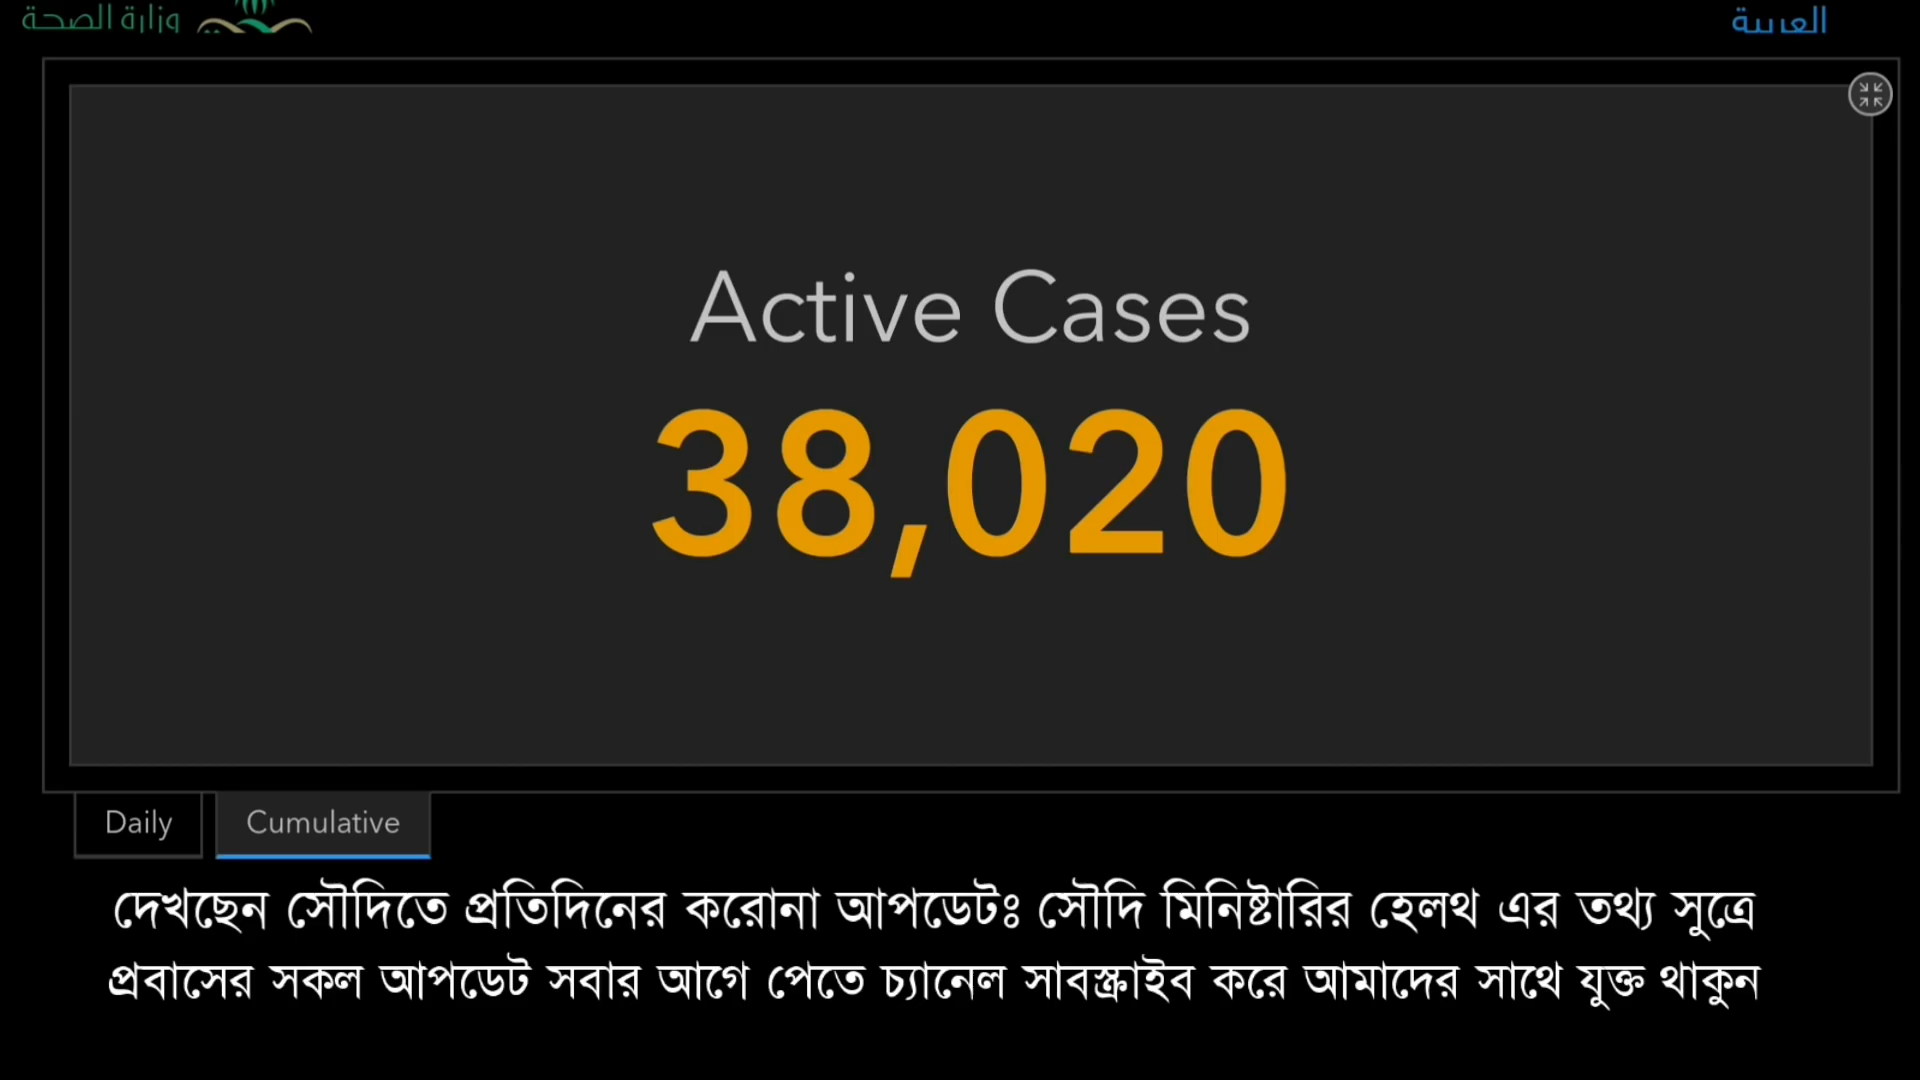 وزارة الصحة
العربية
Active Cases
38,020
Daily
Cumulative
দেখছেন সৌদিতে প্রতিদিনের করোনা আপডেটঃ সৌদি মিনিষ্টারির হেলথ এর তথ্য সুত্রে
প্রবাসের সকল আপডেট সবার আগে পেতে চ্যানেল সাবস্ক্রাইব করে আমাদের সাথে যুক্ত থাকুন